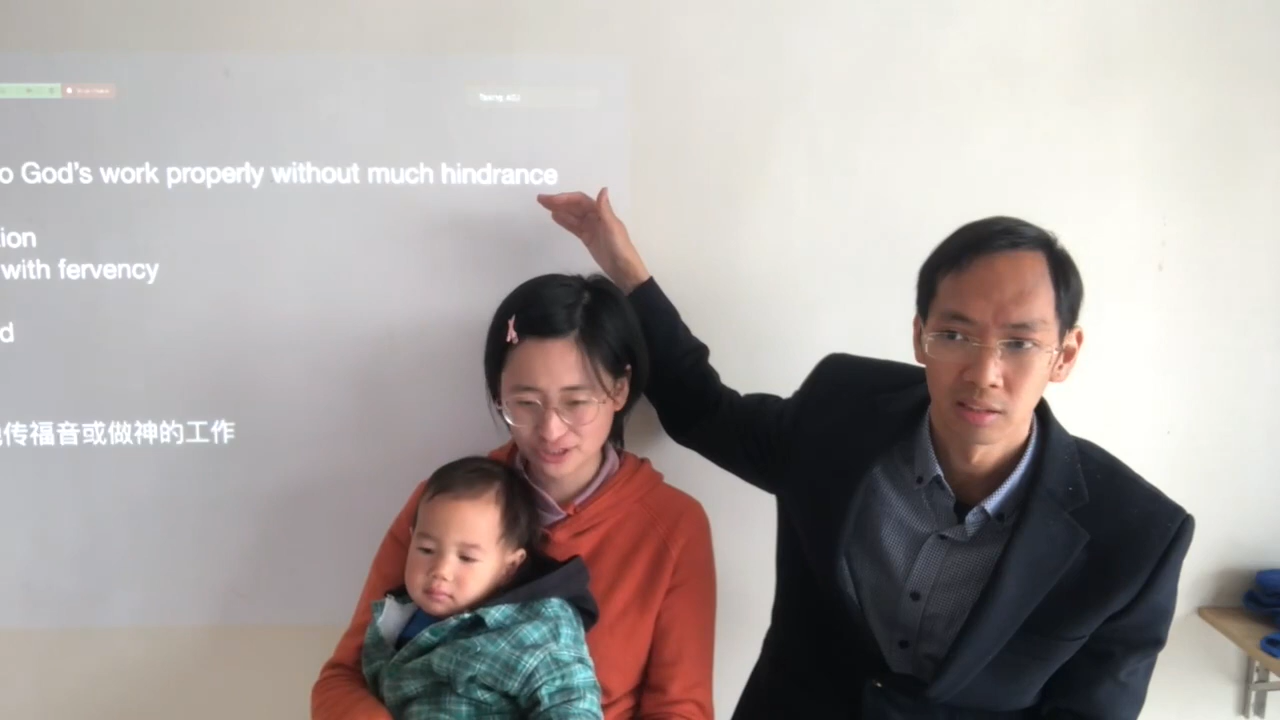 o God's work properly without much hindrance
ion
with fervency
d
传福音或做神的工作